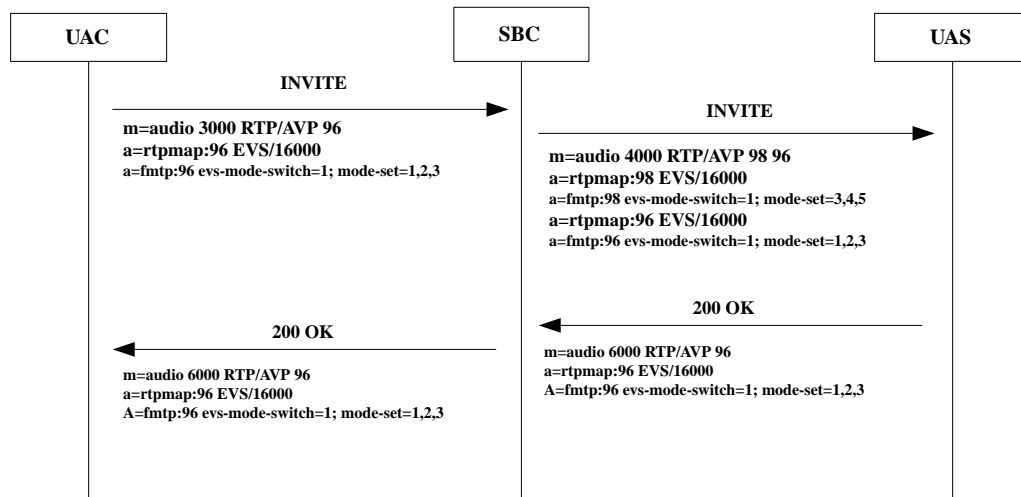 UAC
SBC
UAS
INVITE
m=audio 3000 RTP/AVP 96
a=rtpmap:96 EVS/16000
a=fmtp:96 evs-mode-switch=1; mode-set=1,2,3
INVITE
m=audio 4000 RTP/AVP 98 96
a=rtpmap:98 EVS/16000
a=fmtp:98 evs-mode-switch=1; mode-set=3,4,5
a=rtpmap:96 EVS/16000
a=fmtp:96 evs-mode-switch=1; mode-set=1,2,3
200 OK
m=audio 6000 RTP/AVP 96
a=rtpmap:96 EVS/16000
A=fmtp:96 evs-mode-switch=1; mode-set=1,2,3
200 OK
m=audio 6000 RTP/AVP 96
a=rtpmap:96 EVS/16000
A=fmtp:96 evs-mode-switch=1; mode-set=1,2,3